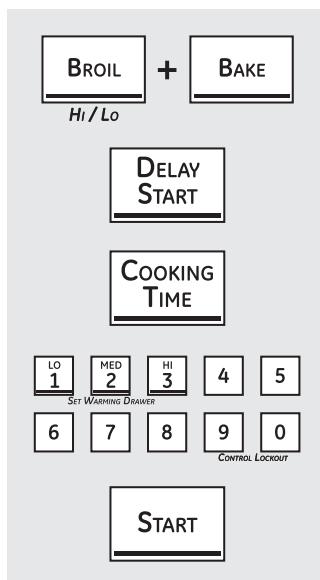 BROIL + BAKE
HI / LO
DELAY
START
COOKING
TIME
LO MED HI
1 2 3 4 5
SET WARMING DRAWER
6 7 8 9 0
CONTROL LOCKOUT
START